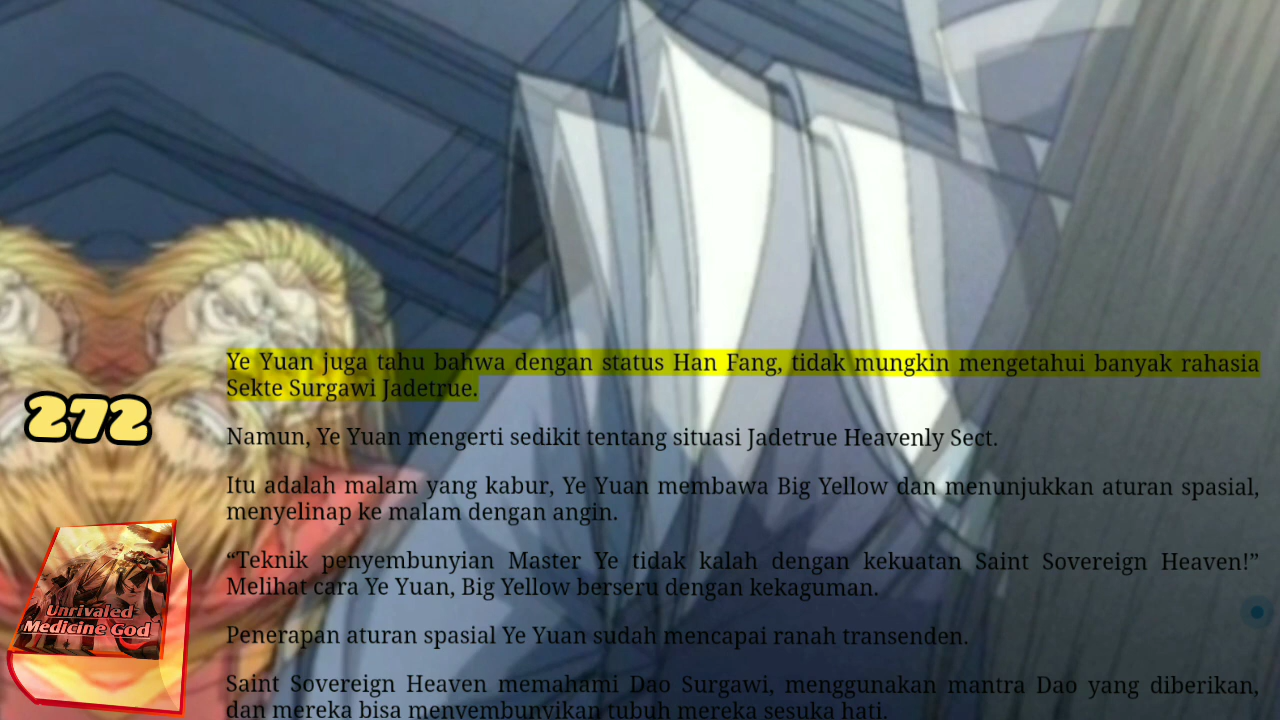 Ye Yuan juga tahu bahwa dengan status Han Fang, tidak mungkin mengetahui banyak rahasia
Sekte Surgawi Jadetrue.
Namun, Ye Yuan mengerti sedikit tentang situasi Jadetrue Heavenly Sect.
Itu adalah malam yang kabur, Ye Yuan membawa Big Yellow dan menunjukkan aturan spasial,
menyelinap ke malam dengan angin.
“Teknik penyembunyian Master Ye tidak kalah dengan kekuatan Saint Sovereign Heaven!”
Melihat cara Ye Yuan, Big Yellow berseru dengan kekaguman.
Penerapan aturan spasial Ye Yuan sudah mencapai ranah transenden.
Saint Sovereign Heaven memahami Dao Surgawi, menggunakan mantra Dao yang diberikan,
dan mereka bisa menyembunyikan tubuh mereka sesuka hati.
272
Unrivaled
Medicine God